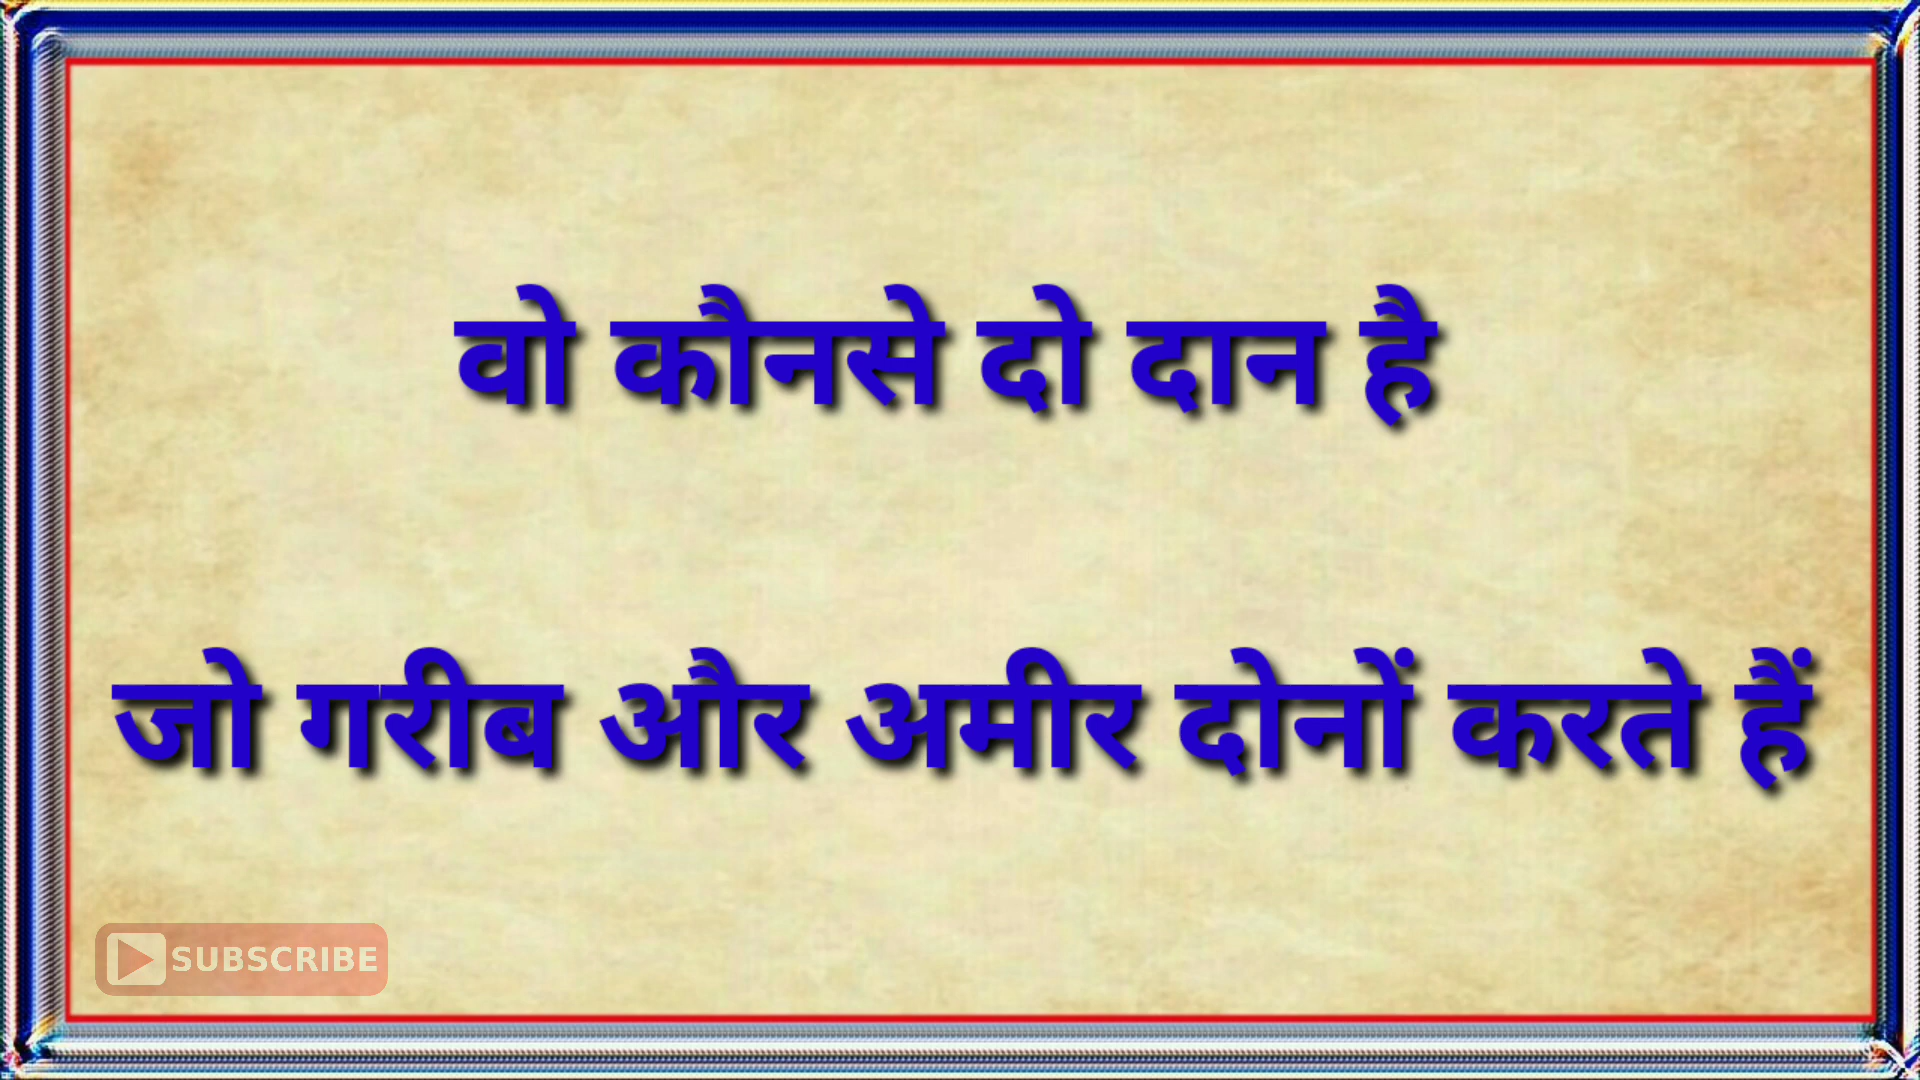 वो कौनसे दो दान है
जो गरीब और अमीर दोनों करते हैं
SUBSCRIBE